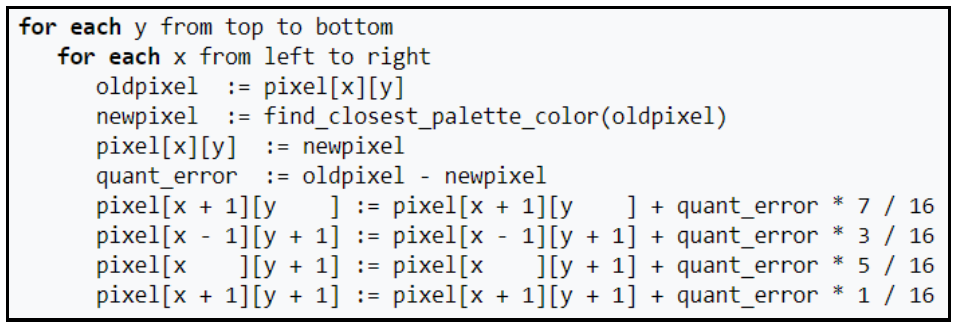 for each y from top to bottom
   for each x from left to right
      oldpixel  := pixel[x][y]
      newpixel  := find_closest_palette_color(oldpixel)
      pixel[x][y]  := newpixel
      quant_error  := oldpixel - newpixel
      pixel[x + 1][y    ] := pixel[x + 1][y    ] + quant_error * 7 / 16
      pixel[x - 1][y + 1] := pixel[x - 1][y + 1] + quant_error * 3 / 16
      pixel[x    ][y + 1] := pixel[x    ][y + 1] + quant_error * 5 / 16
      pixel[x + 1][y + 1] := pixel[x + 1][y + 1] + quant_error * 1 / 16